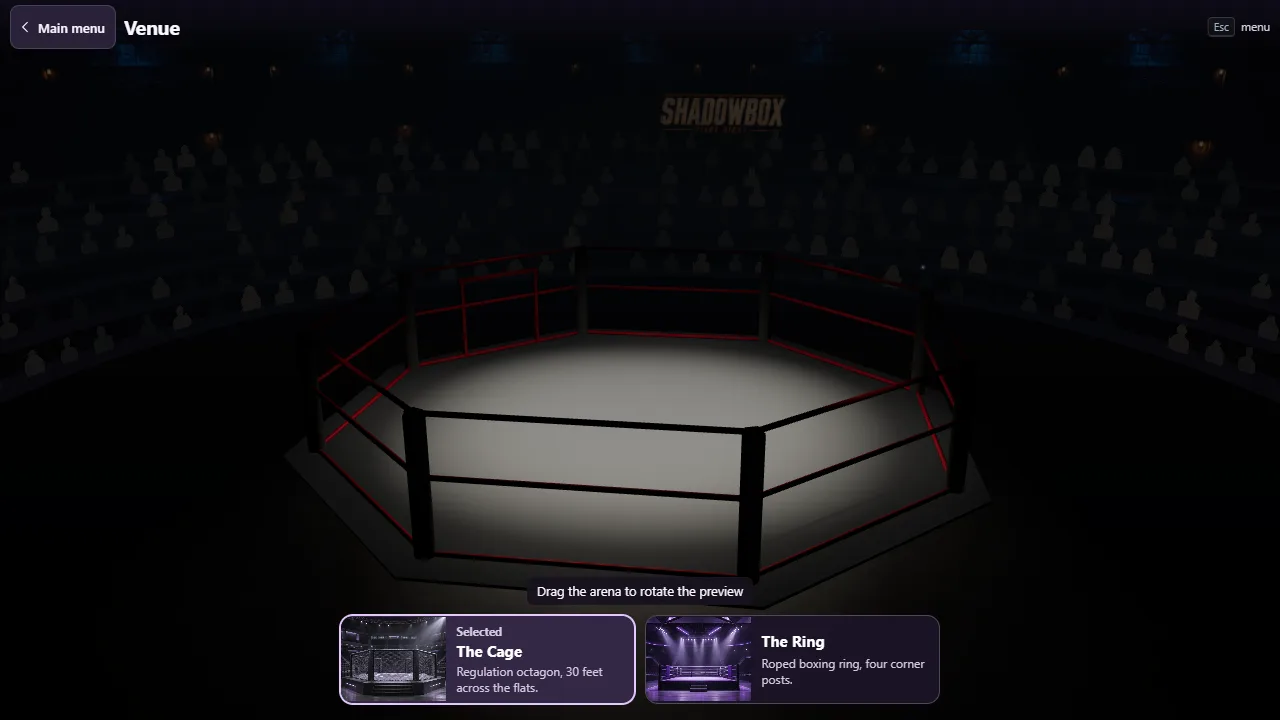 Main menu
Venue
Esc menu
SHADOWBOX
Drag the arena to rotate the preview
Selected
The Cage
Regulation octagon, 30 feet
across the flats.
The Ring
Roped boxing ring, four corner
posts.